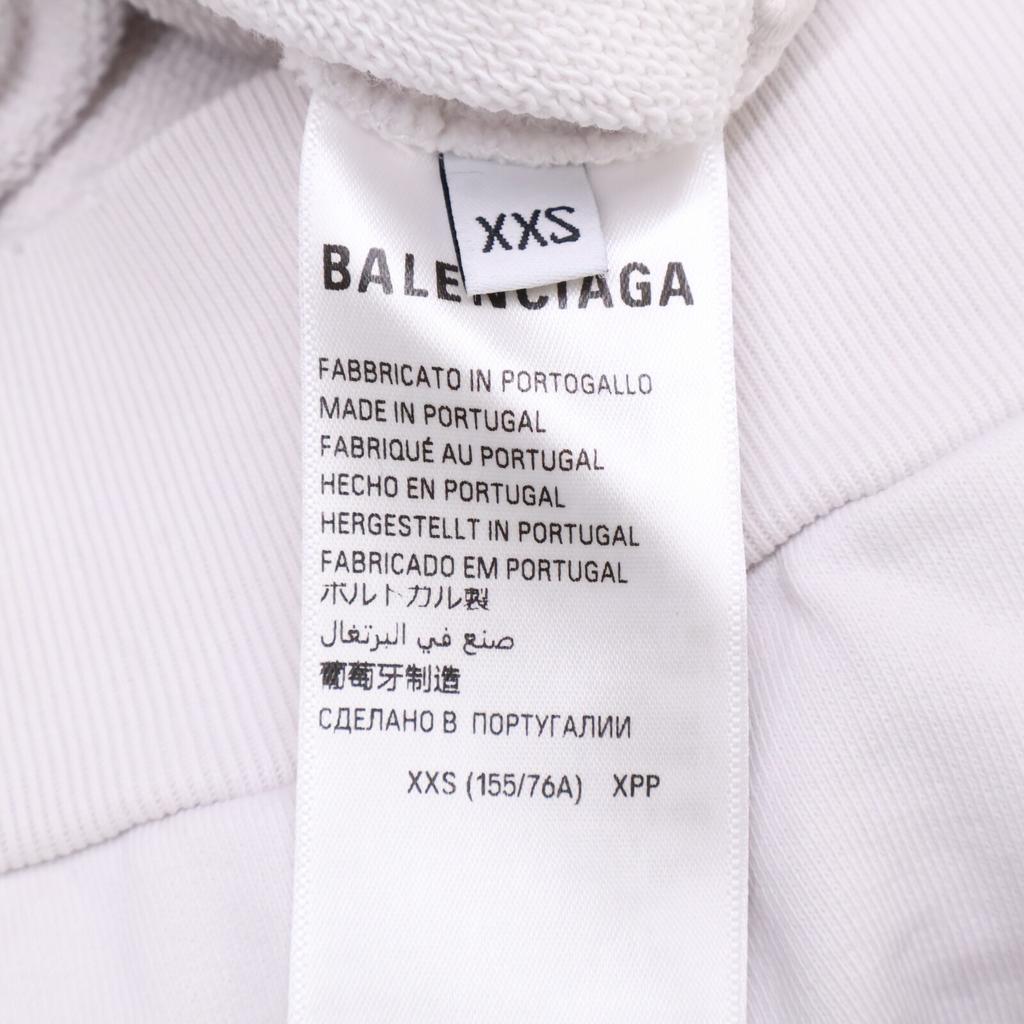 XXS
BALENCIAGA
FABBRICATO IN PORTOGALLO
MADE IN PORTUGAL
FABRIQUÉ AU PORTUGAL
HECHO EN PORTUGAL
HERGESTELLT IN PORTUGAL
FABRICADO EM PORTUGAL
ポルトガル製
صنع في البرتغال
葡萄牙制造
СДЕЛАНО В ПОРТУГАЛИИ
XXS (155/76A) XPP